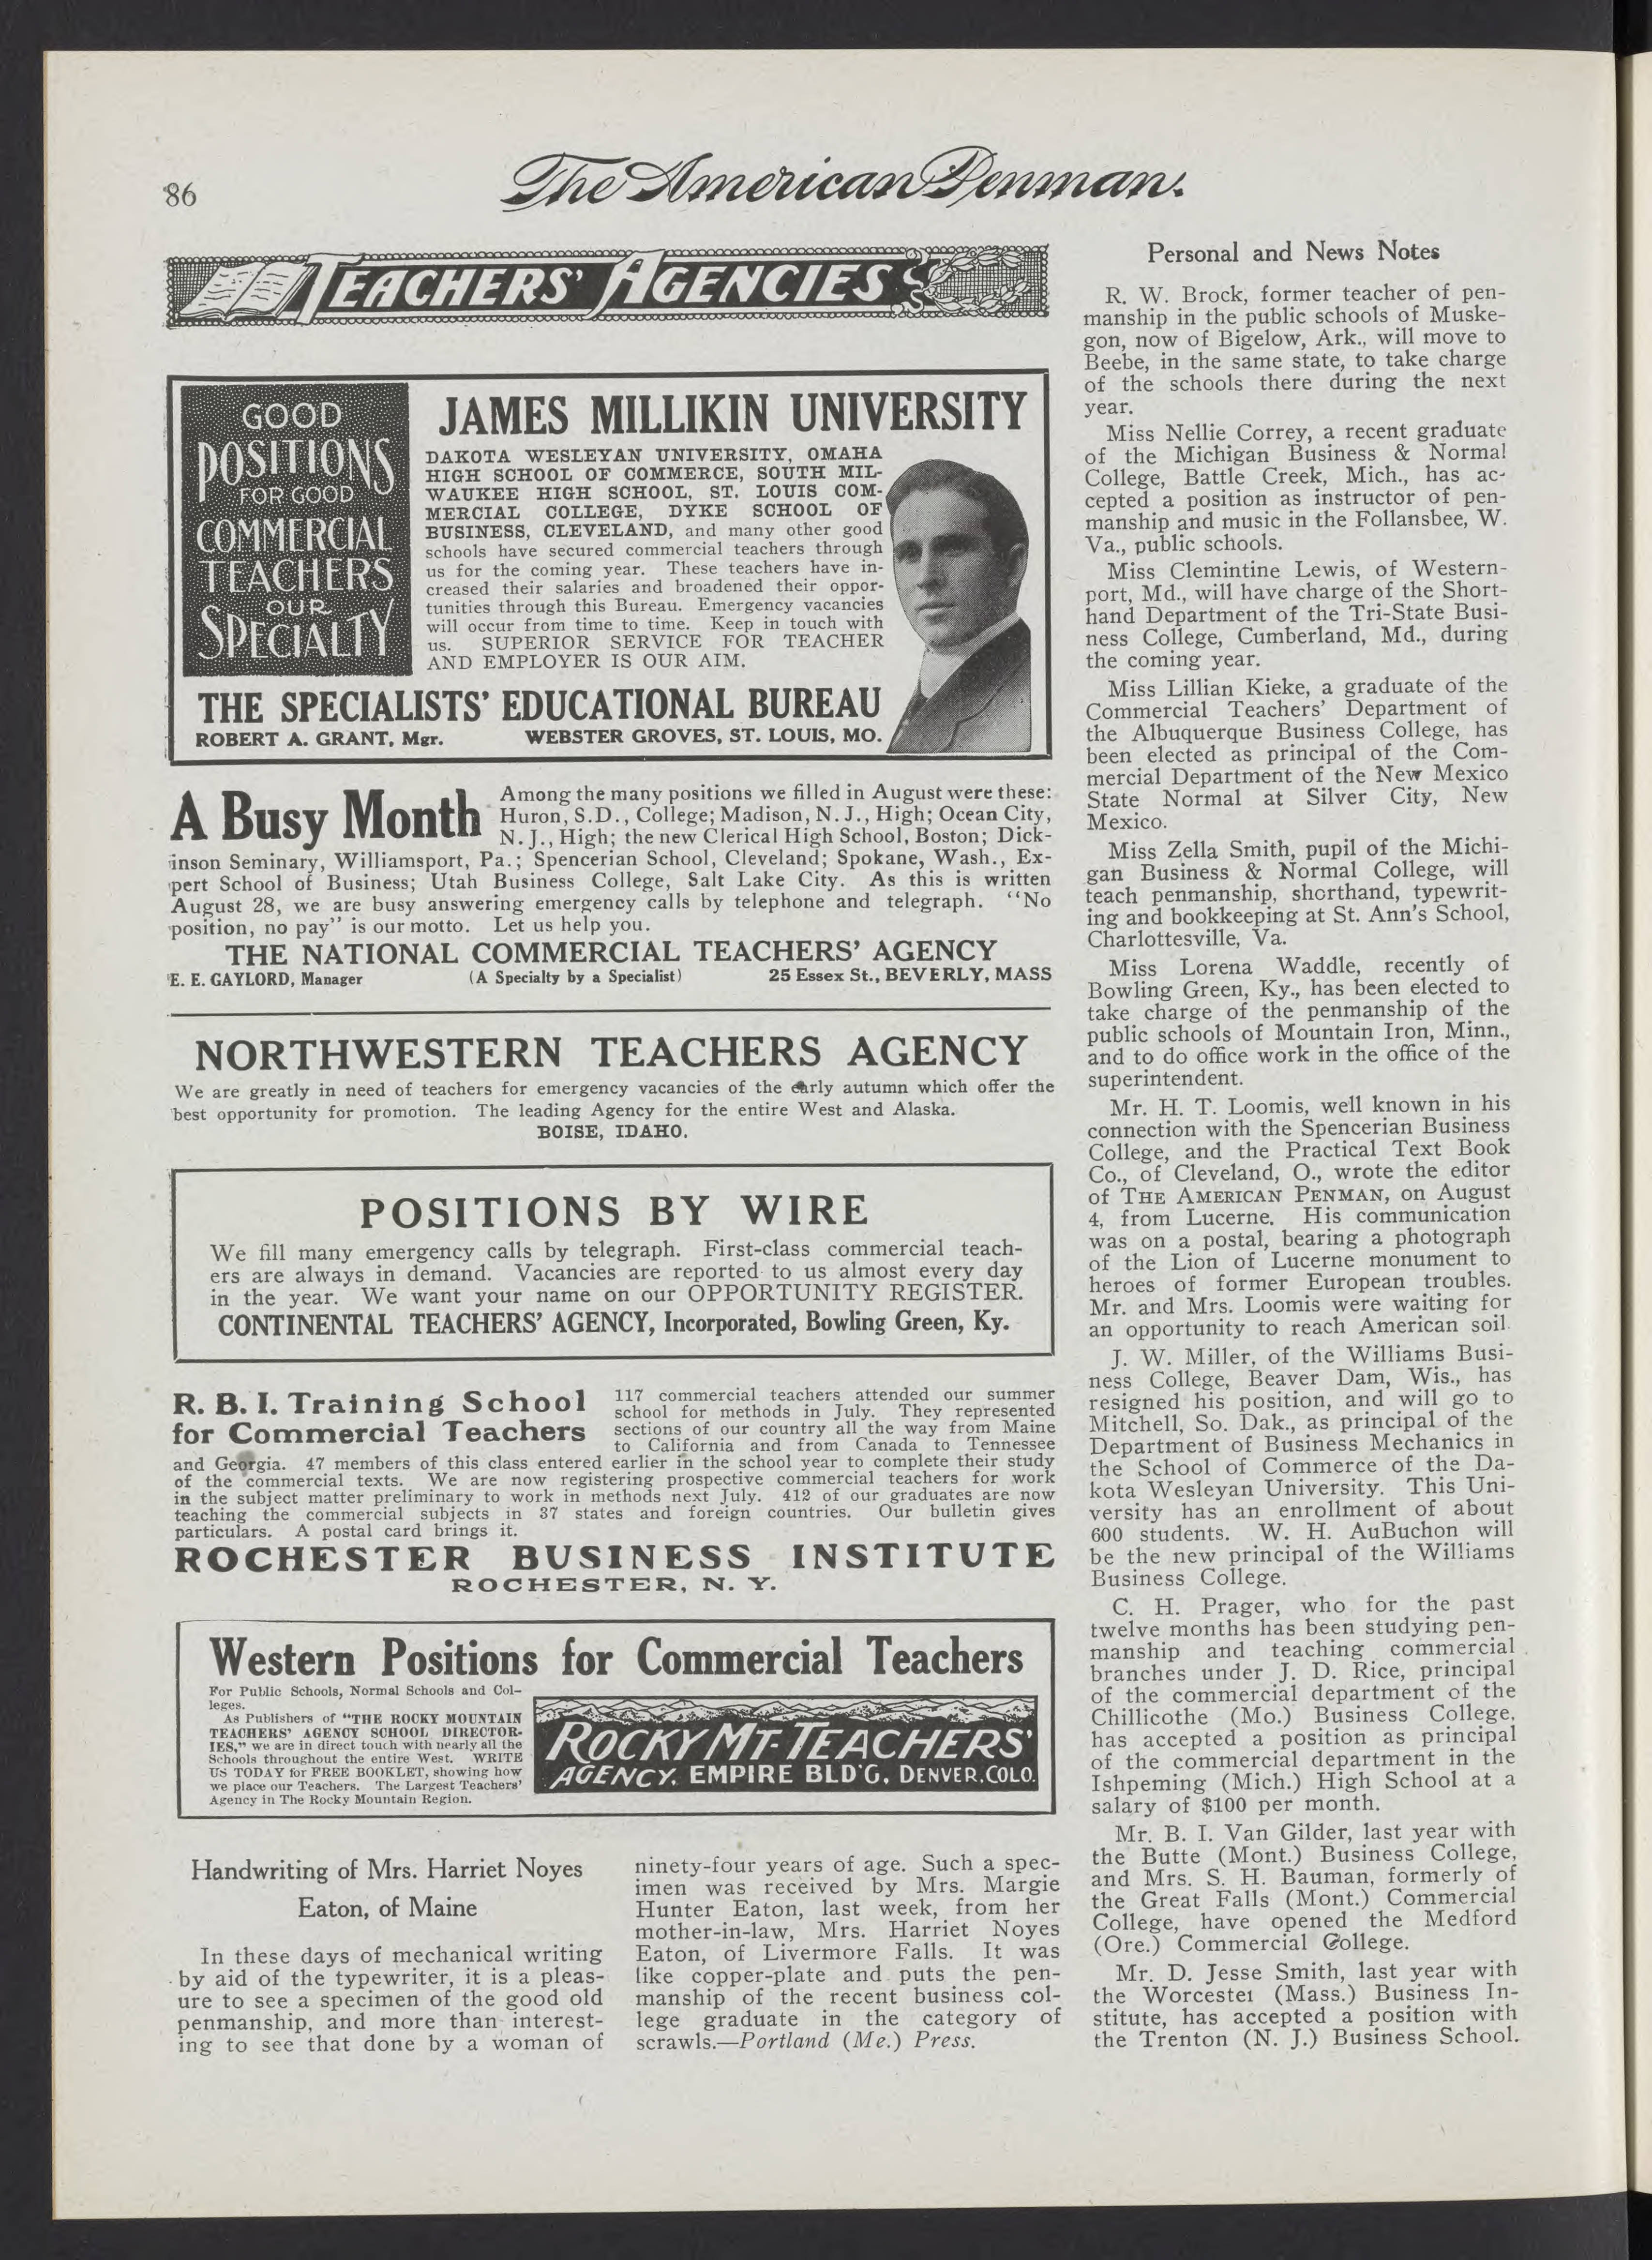 86
The American Penman.
TEACHERS' AGENCIES
GOOD
POSITIONS
FOR GOOD
COMMERCIAL
TEACHERS
OUR
SPECIALTY
JAMES MILLIKIN UNIVERSITY
DAKOTA WESLEYAN UNIVERSITY, OMAHA
HIGH SCHOOL OF COMMERCE, SOUTH MIL-
WAUKEE HIGH SCHOOL, ST. LOUIS COM-
MERCIAL COLLEGE, DYKE SCHOOL OF
BUSINESS, CLEVELAND, and many other good
schools have secured commercial teachers through
us for the coming year. These teachers have in-
creased their salaries and broadened their oppor-
tunities through this Bureau. Emergency vacancies
will occur from time to time. Keep in touch with
us. SUPERIOR SERVICE FOR TEACHER
AND EMPLOYER IS OUR AIM.
THE SPECIALISTS' EDUCATIONAL BUREAU
ROBERT A. GRANT, Mgr. WEBSTER GROVES, ST. LOUIS, MO.
A Busy Month
Among the many positions we filled in August were these:
Huron, S.D., College; Madison, N. J., High; Ocean City,
N. J., High; the new Clerical High School, Boston; Dick-
inson Seminary, Williamsport, Pa.; Spencerian School, Cleveland; Spokane, Wash., Ex-
pert School of Business; Utah Business College, Salt Lake City. As this is written
August 28, we are busy answering emergency calls by telephone and telegraph. "No
position, no pay" is our motto. Let us help you.
THE NATIONAL COMMERCIAL TEACHERS' AGENCY
E. E. GAYLORD, Manager (A Specialty by a Specialist) 25 Essex St., BEVERLY, MASS
NORTHWESTERN TEACHERS AGENCY
We are greatly in need of teachers for emergency vacancies of the early autumn which offer the
best opportunity for promotion. The leading Agency for the entire West and Alaska.
BOISE, IDAHO.
POSITIONS BY WIRE
We fill many emergency calls by telegraph. First-class commercial teach-
ers are always in demand. Vacancies are reported to us almost every day
in the year. We want your name on our OPPORTUNITY REGISTER.
CONTINENTAL TEACHERS' AGENCY, Incorporated, Bowling Green, Ky.
R. B. I. Training School
for Commercial Teachers
117 commercial teachers attended our summer
school for methods in July. They represented
sections of our country all the way from Maine
to California and from Canada to Tennessee
and Georgia. 47 members of this class entered earlier in the school year to complete their study
of the commercial texts. We are now registering prospective commercial teachers for work
in the subject matter preliminary to work in methods next July. 412 of our graduates are now
teaching the commercial subjects in 37 states and foreign countries. Our bulletin gives
particulars. A postal card brings it.
ROCHESTER BUSINESS INSTITUTE
ROCHESTER, N. Y.
Western Positions for Commercial Teachers
For Public Schools, Normal Schools and Col-
leges.
As Publishers of "THE ROCKY MOUNTAIN
TEACHERS' AGENCY SCHOOL DIRECTOR-
IES," we are in direct touch with nearly all the
Schools throughout the entire West. WRITE
US TODAY for FREE BOOKLET, showing how
we place our Teachers. The Largest Teachers'
Agency in The Rocky Mountain Region.
ROCKY MT. TEACHERS'
AGENCY. EMPIRE BLD'G, DENVER, COLO.
Handwriting of Mrs. Harriet Noyes
Eaton, of Maine
In these days of mechanical writing
by aid of the typewriter, it is a pleas-
ure to see a specimen of the good old
penmanship, and more than interest-
ing to see that done by a woman of
ninety-four years of age. Such a spec-
imen was received by Mrs. Margie
Hunter Eaton, last week, from her
mother-in-law, Mrs. Harriet Noyes
Eaton, of Livermore Falls. It was
like copper-plate and puts the pen-
manship of the recent business col-
lege graduate in the category of
scrawls.—Portland (Me.) Press.
Personal and News Notes
R. W. Brock, former teacher of pen-
manship in the public schools of Muske-
gon, now of Bigelow, Ark., will move to
Beebe, in the same state, to take charge
of the schools there during the next
year.
Miss Nellie Correy, a recent graduate
of the Michigan Business & Normal
College, Battle Creek, Mich., has ac-
cepted a position as instructor of pen-
manship and music in the Follansbee, W.
Va., public schools.
Miss Clemintine Lewis, of Western-
port, Md., will have charge of the Short-
hand Department of the Tri-State Busi-
ness College, Cumberland, Md., during
the coming year.
Miss Lillian Kieke, a graduate of the
Commercial Teachers' Department of
the Albuquerque Business College, has
been elected as principal of the Com-
mercial Department of the New Mexico
State Normal at Silver City, New
Mexico.
Miss Zella Smith, pupil of the Michi-
gan Business & Normal College, will
teach penmanship, shorthand, typewrit-
ing and bookkeeping at St. Ann's School,
Charlottesville, Va.
Miss Lorena Waddle, recently of
Bowling Green, Ky., has been elected to
take charge of the penmanship of the
public schools of Mountain Iron, Minn.,
and to do office work in the office of the
superintendent.
Mr. H. T. Loomis, well known in his
connection with the Spencerian Business
College, and the Practical Text Book
Co., of Cleveland, O., wrote the editor
of THE AMERICAN PENMAN, on August
4, from Lucerne. His communication
was on a postal, bearing a photograph
of the Lion of Lucerne monument to
heroes of former European troubles.
Mr. and Mrs. Loomis were waiting for
an opportunity to reach American soil
J. W. Miller, of the Williams Busi-
ness College, Beaver Dam, Wis., has
resigned his position, and will go to
Mitchell, So. Dak., as principal of the
Department of Business Mechanics in
the School of Commerce of the Da-
kota Wesleyan University. This Uni-
versity has an enrollment of about
600 students. W. H. AuBuchon will
be the new principal of the Williams
Business College.
C. H. Prager, who for the past
twelve months has been studying pen-
manship and teaching commercial
branches under J. D. Rice, principal
of the commercial department of the
Chillicothe (Mo.) Business College,
has accepted a position as principal
of the commercial department in the
Ishpeming (Mich.) High School at a
salary of $100 per month.
Mr. B. I. Van Gilder, last year with
the Butte (Mont.) Business College,
and Mrs. S. H. Bauman, formerly of
the Great Falls (Mont.) Commercial
College, have opened the Medford
(Ore.) Commercial College.
Mr. D. Jesse Smith, last year with
the Worcester (Mass.) Business In-
stitute, has accepted a position with
the Trenton (N. J.) Business School.